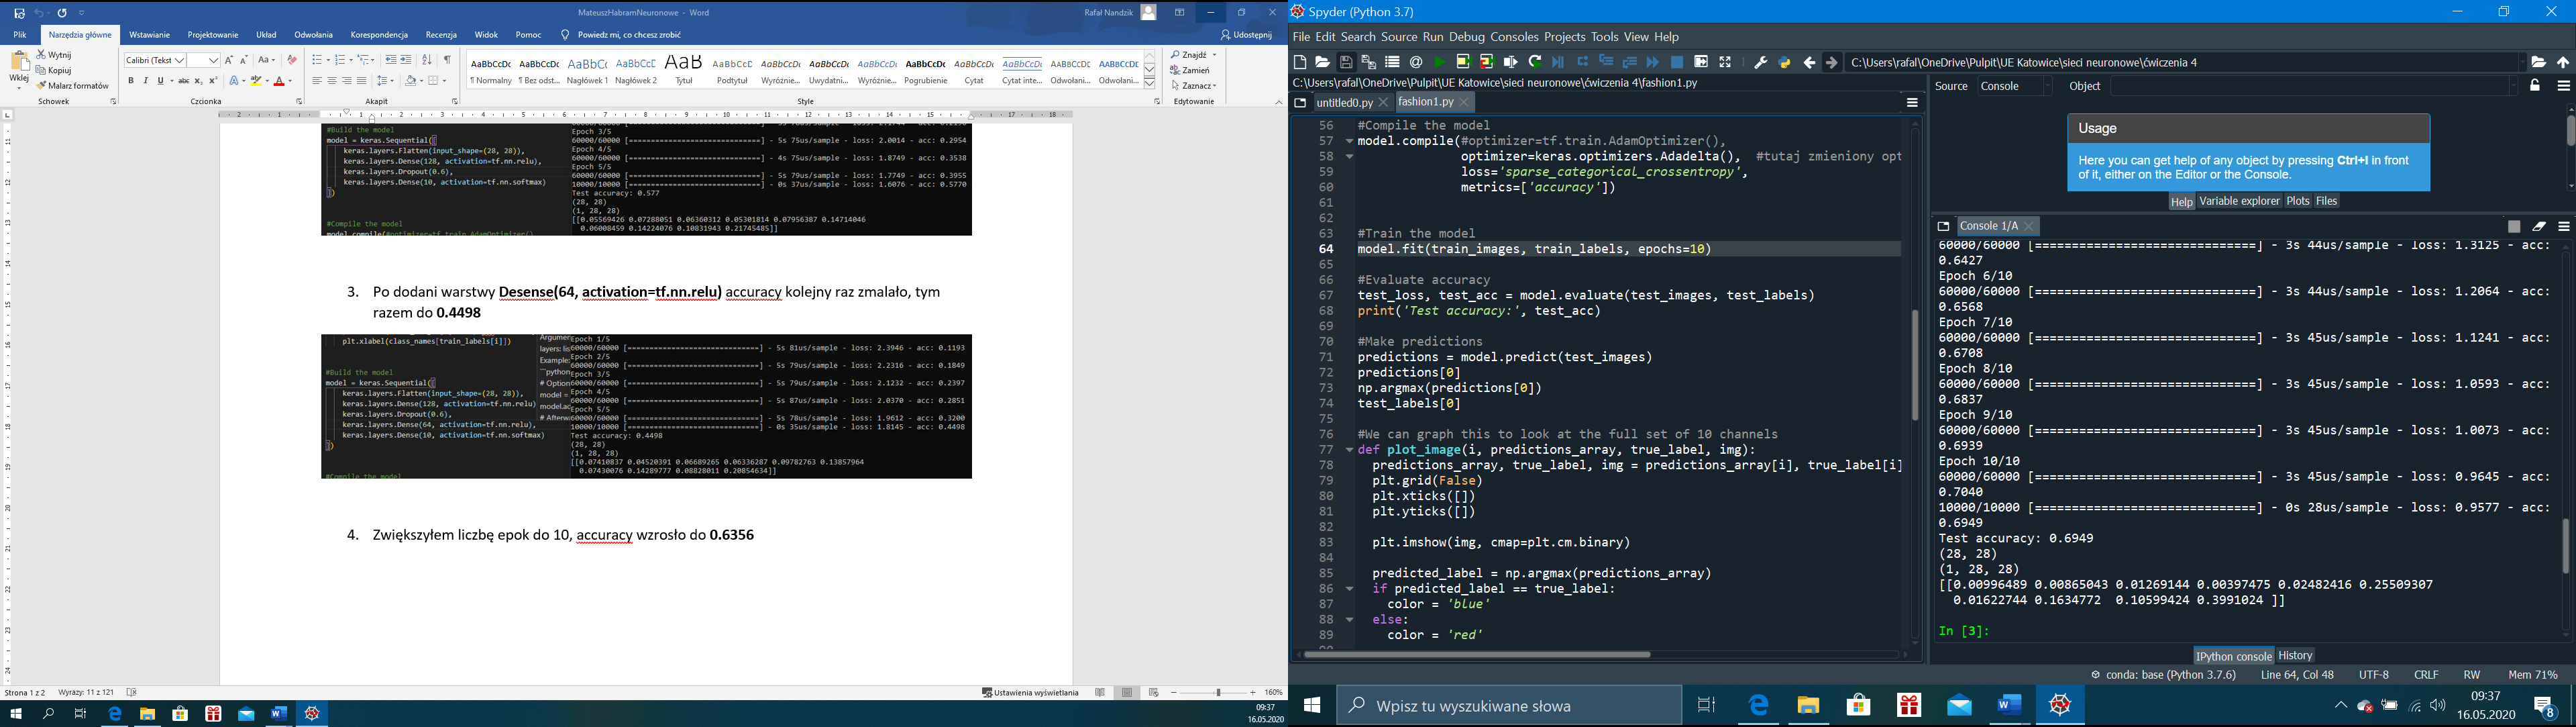 MateuszHabramNeuronowe - Word
Rafał Nandzik
Plik Narzędzia główne Wstawianie Projektowanie Układ Odwołania Korespondencja Recenzja Widok Pomoc Powiedz mi, co chcesz zrobić Udostępnij
Wklej
Wytnij
Kopiuj
Malarz formatów
Schowek
Calibri (Tekst
Czcionka
Akapit
AaBbCcDc AaBbCcDc AaBbC( AaBbCcE AaB AaBbCcD AaBbCcDc AaBbCcDc AaBbCcDc AaBbCcDc AaBbCcDc AaBbCcDc AaBbCcDc AaBbCcDc
¶ Normalny ¶ Bez odst... Nagłówek 1 Nagłówek 2 Tytuł Podtytuł Wyróżnie... Uwydatni... Wyróżnie... Pogrubienie Cytat Cytat inte... Odwołani... Odwołani...
Style
Znajdź
Zamień
Zaznacz
Edytowanie
#Build the model
model = keras.Sequential([
keras.layers.Flatten(input_shape=(28, 28)),
keras.layers.Dense(128, activation=tf.nn.relu),
keras.layers.Dropout(0.6),
keras.layers.Dense(10, activation=tf.nn.softmax)
])
#Compile the model
Epoch 3/5
60000/60000 [==============================] - 5s 75us/sample - loss: 2.0014 - acc: 0.2954
Epoch 4/5
60000/60000 [==============================] - 4s 75us/sample - loss: 1.8749 - acc: 0.3538
Epoch 5/5
60000/60000 [==============================] - 5s 79us/sample - loss: 1.7749 - acc: 0.3955
10000/10000 [==============================] - 0s 37us/sample - loss: 1.6076 - acc: 0.5770
Test accuracy: 0.577
(28, 28)
(1, 28, 28)
[[0.05569426 0.07288051 0.06360312 0.05301814 0.07956387 0.14714046
0.06008459 0.14224076 0.10831943 0.21745485]]
3. Po dodani warstwy Desense(64, activation=tf.nn.relu) accuracy kolejny raz zmalało, tym
razem do 0.4498
plt.xlabel(class_names[train_labels[i]])
#Build the model
model = keras.Sequential([
keras.layers.Flatten(input_shape=(28, 28)),
keras.layers.Dense(128, activation=tf.nn.relu)
keras.layers.Dropout(0.6),
keras.layers.Dense(64, activation=tf.nn.relu),
keras.layers.Dense(10, activation=tf.nn.softmax)
])
#Compile the model
Argumen
layers: lis
Example:
```python
# Option
model =
model.ac
# Afterwa
Epoch 1/5
60000/60000 [==============================] - 5s 81us/sample - loss: 2.3946 - acc: 0.1193
Epoch 2/5
60000/60000 [==============================] - 5s 79us/sample - loss: 2.2316 - acc: 0.1849
Epoch 3/5
60000/60000 [==============================] - 5s 79us/sample - loss: 2.1232 - acc: 0.2397
Epoch 4/5
60000/60000 [==============================] - 5s 87us/sample - loss: 2.0370 - acc: 0.2851
Epoch 5/5
60000/60000 [==============================] - 5s 78us/sample - loss: 1.9612 - acc: 0.3200
10000/10000 [==============================] - 0s 35us/sample - loss: 1.8145 - acc: 0.4498
Test accuracy: 0.4498
(28, 28)
(1, 28, 28)
[[0.07410837 0.04520391 0.06689265 0.06336287 0.09782763 0.13857964
0.07430076 0.14289777 0.08828011 0.20854634]]
4. Zwiększyłem liczbę epok do 10, accuracy wzrosło do 0.6356
Strona 1 z 2 Wyrazy: 11 z 121 Ustawienia wyświetlania 160%
09:37
16.05.2020
Spyder (Python 3.7)
File Edit Search Source Run Debug Consoles Projects Tools View Help
C:\Users\rafal\OneDrive\Pulpit\UE Katowice\sieci neuronowe\ćwiczenia 4
C:\Users\rafal\OneDrive\Pulpit\UE Katowice\sieci neuronowe\ćwiczenia 4\fashion1.py
untitled0.py fashion1.py
56 #Compile the model
57 model.compile(#optimizer=tf.train.AdamOptimizer(),
58 optimizer=keras.optimizers.Adadelta(), #tutaj zmieniony opt
59 loss='sparse_categorical_crossentropy',
60 metrics=['accuracy'])
61
62
63 #Train the model
64 model.fit(train_images, train_labels, epochs=10)
65
66 #Evaluate accuracy
67 test_loss, test_acc = model.evaluate(test_images, test_labels)
68 print('Test accuracy:', test_acc)
69
70 #Make predictions
71 predictions = model.predict(test_images)
72 predictions[0]
73 np.argmax(predictions[0])
74 test_labels[0]
75
76 #We can graph this to look at the full set of 10 channels
77 def plot_image(i, predictions_array, true_label, img):
78 predictions_array, true_label, img = predictions_array[i], true_label[i]
79 plt.grid(False)
80 plt.xticks([])
81 plt.yticks([])
82
83 plt.imshow(img, cmap=plt.cm.binary)
84
85 predicted_label = np.argmax(predictions_array)
86 if predicted_label == true_label:
87 color = 'blue'
88 else:
89 color = 'red'
Source Console Object
Usage
Here you can get help of any object by pressing Ctrl+I in front
of it, either on the Editor or the Console.
Help Variable explorer Plots Files
Console 1/A
60000/60000 [==============================] - 3s 44us/sample - loss: 1.3125 - acc:
0.6427
Epoch 6/10
60000/60000 [==============================] - 3s 44us/sample - loss: 1.2064 - acc:
0.6568
Epoch 7/10
60000/60000 [==============================] - 3s 45us/sample - loss: 1.1241 - acc:
0.6708
Epoch 8/10
60000/60000 [==============================] - 3s 45us/sample - loss: 1.0593 - acc:
0.6837
Epoch 9/10
60000/60000 [==============================] - 3s 45us/sample - loss: 1.0073 - acc:
0.6939
Epoch 10/10
60000/60000 [==============================] - 3s 45us/sample - loss: 0.9645 - acc:
0.7040
10000/10000 [==============================] - 0s 28us/sample - loss: 0.9577 - acc:
0.6949
Test accuracy: 0.6949
(28, 28)
(1, 28, 28)
[[0.00996489 0.00865043 0.01269144 0.00397475 0.02482416 0.25509307
0.01622744 0.1634772 0.10599424 0.3991024 ]]
In [3]:
IPython console History
conda: base (Python 3.7.6) Line 64, Col 48 UTF-8 CRLF RW Mem 71%
Wpisz tu wyszukiwane słowa
09:37
16.05.2020
8